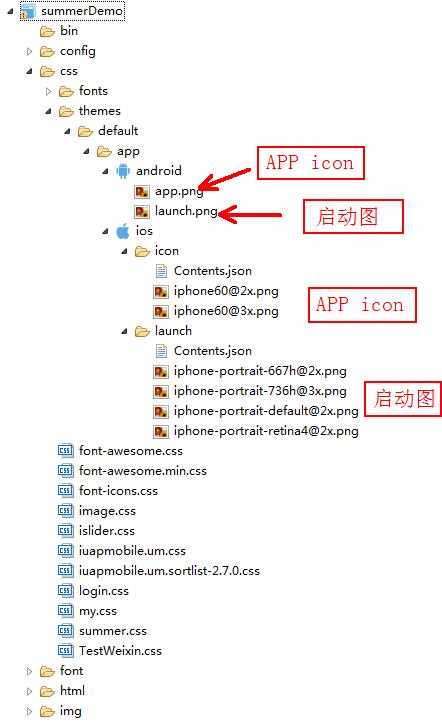 summerDemo
bin
config
css
fonts
themes
default
app
android
APP icon
app.png
launch.png
启动图
ios
icon
Contents.json
iphone60@2x.png
APP icon
iphone60@3x.png
launch
Contents.json
iphone-portrait-667h@2x.png
iphone-portrait-736h@3x.png
启动图
iphone-portrait-default@2x.png
iphone-portrait-retina4@2x.png
font-awesome.css
font-awesome.min.css
font-icons.css
image.css
islider.css
iuapmobile.um.css
iuapmobile.um.sortlist-2.7.0.css
login.css
my.css
summer.css
TestWeixin.css
font
html
img